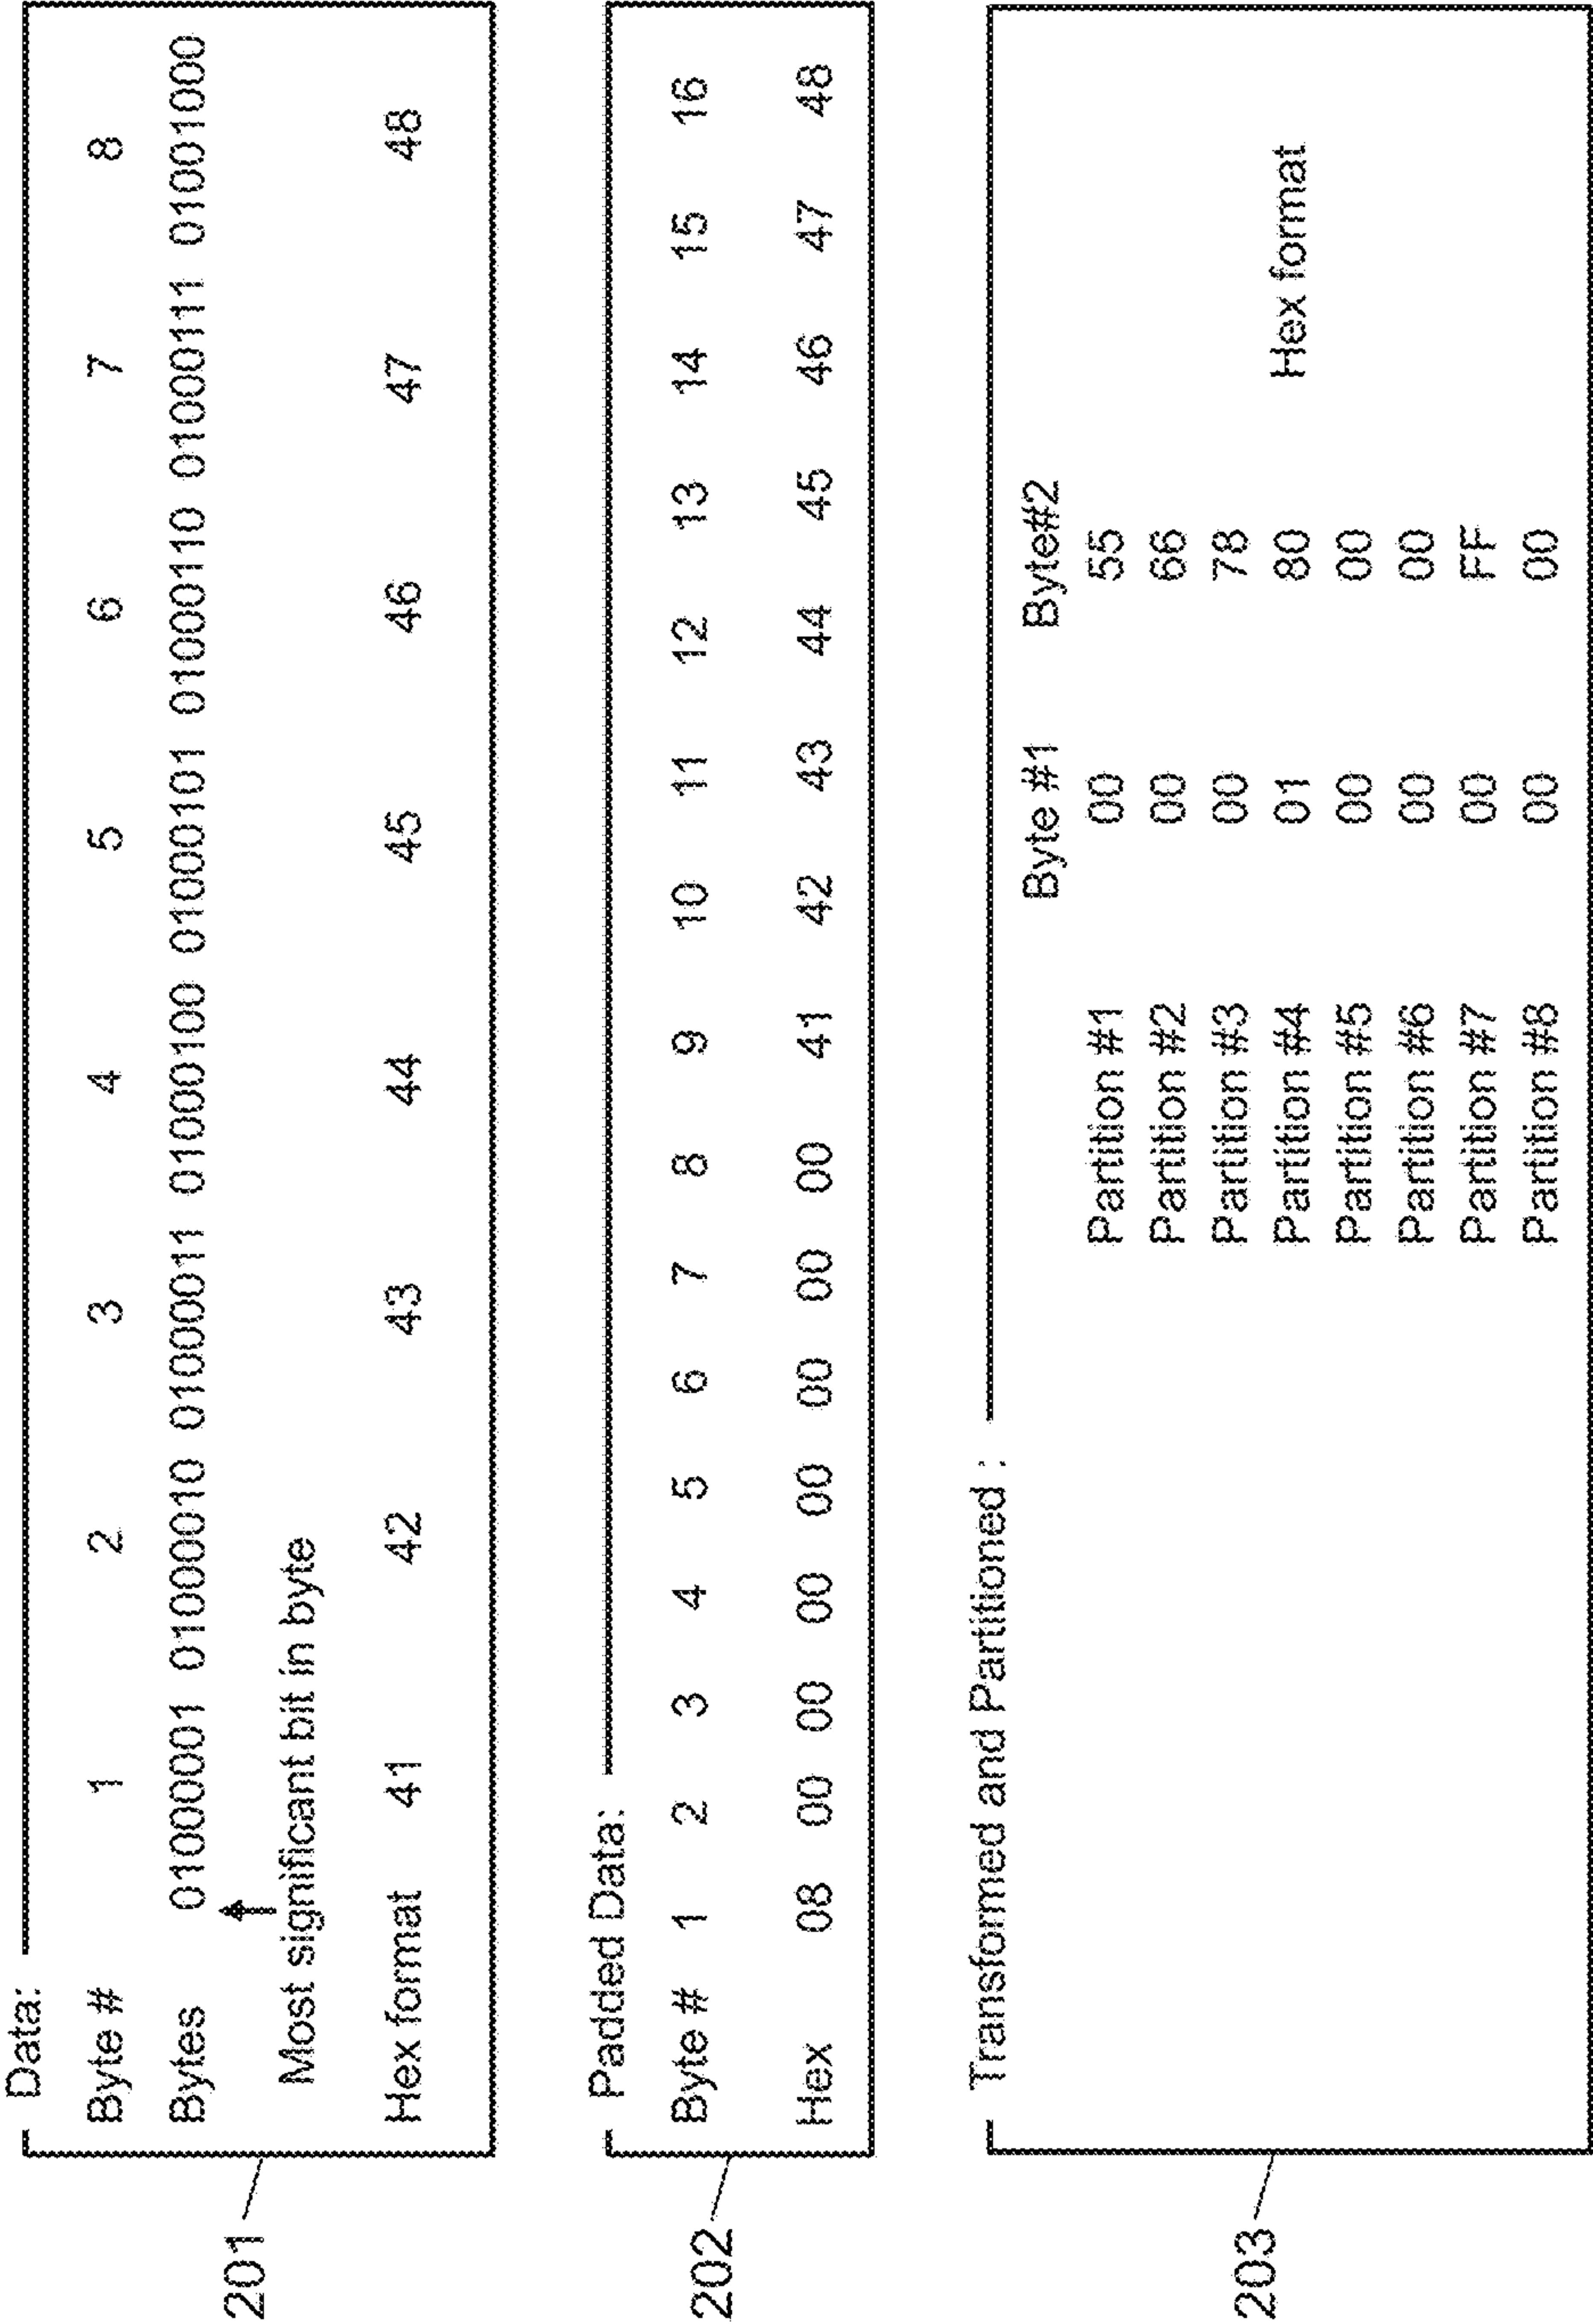 Data:
Byte # 1 2 3 4 5 6 7 8
Bytes 01000001 01000010 01000011 01000100 01000101 01000110 01000111 01001000
Most significant bit in byte
Hex format 41 42 43 44 45 46 47 48
201
Padded Data:
Byte # 1 2 3 4 5 6 7 8 9 10 11 12 13 14 15 16
Hex 08 00 00 00 00 00 00 00 41 42 43 44 45 46 47 48
202
Transformed and Partitioned :
Byte #1 Byte#2
Partition #1 00 55
Partition #2 00 66
Partition #3 00 78
Partition #4 01 80 Hex format
Partition #5 00 00
Partition #6 00 00
Partition #7 00 FF
Partition #8 00 00
203